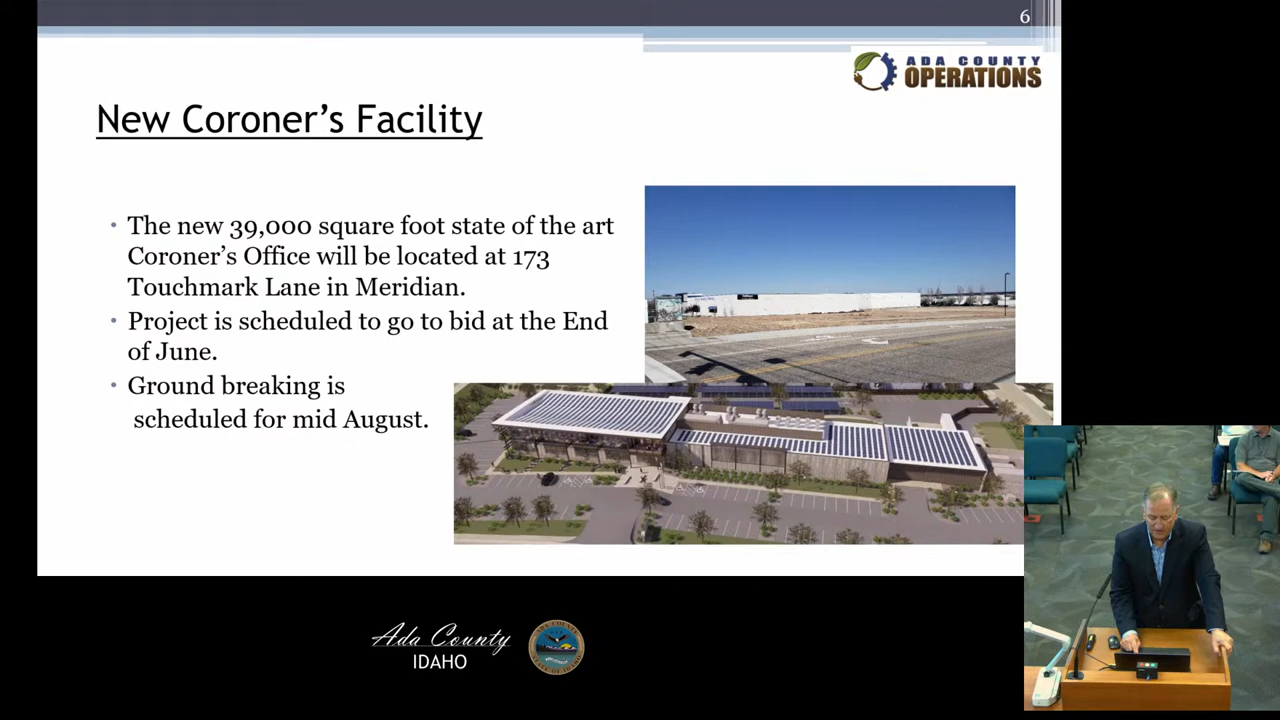 6
ADA COUNTY
OPERATIONS
New Coroner's Facility
• The new 39,000 square foot state of the art
Coroner's Office will be located at 173
Touchmark Lane in Meridian.
• Project is scheduled to go to bid at the End
of June.
• Ground breaking is
scheduled for mid August.
Ada County
IDAHO